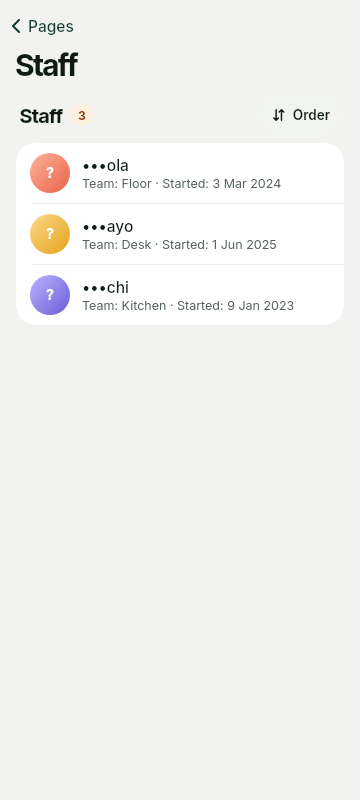 Pages
Staff
Staff 3
Order
?
•••ola
Team: Floor · Started: 3 Mar 2024
?
•••ayo
Team: Desk · Started: 1 Jun 2025
?
•••chi
Team: Kitchen · Started: 9 Jan 2023